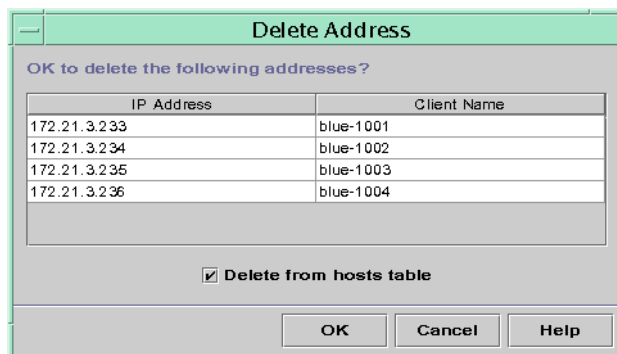 Delete Address
OK to delete the following addresses?
IP Address Client Name
172.21.3.233 blue-1001
172.21.3.234 blue-1002
172.21.3.235 blue-1003
172.21.3.236 blue-1004
Delete from hosts table
OK Cancel Help